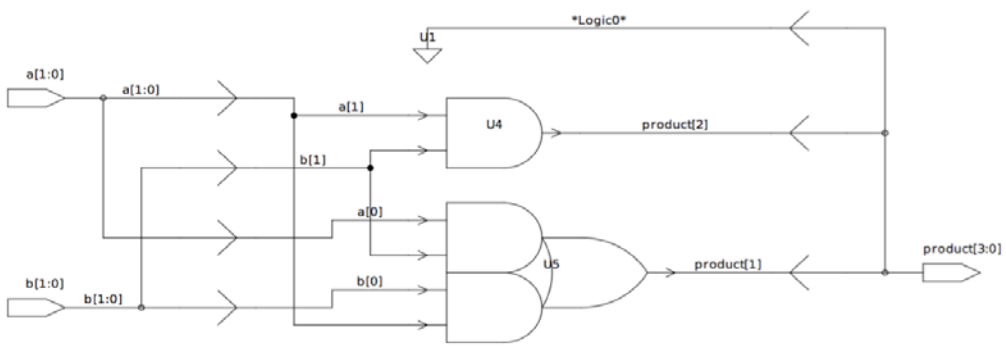 *Logic0*
U1
a[1:0]
a[1:0]
a[1]
U4
product[2]
b[1]
a[0]
product[3:0]
U5
product[1]
b[1:0]
b[1:0]
b[0]